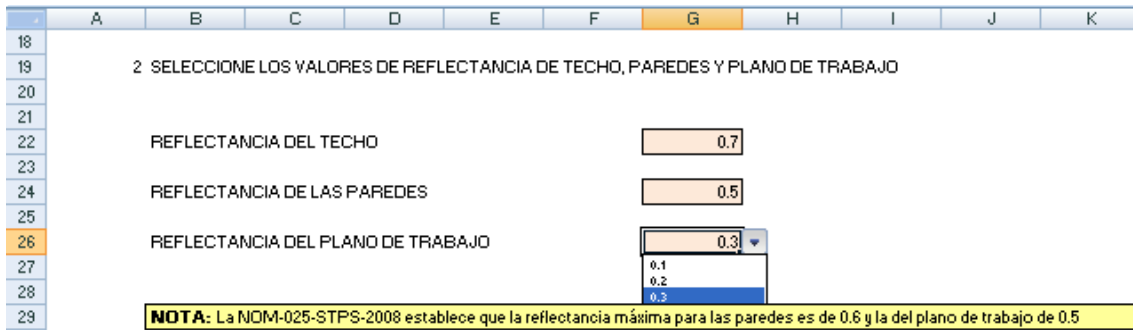 A B C D E F G H I J K
18
19 2 SELECCIONE LOS VALORES DE REFLECTANCIA DE TECHO, PAREDES Y PLANO DE TRABAJO
20
21
22 REFLECTANCIA DEL TECHO 0.7
23
24 REFLECTANCIA DE LAS PAREDES 0.5
25
26 REFLECTANCIA DEL PLANO DE TRABAJO 0.3
27 0.1
28 0.2
0.3
29 NOTA: La NOM-025-STPS-2008 establece que la reflectancia máxima para las paredes es de 0.6 y la del plano de trabajo de 0.5